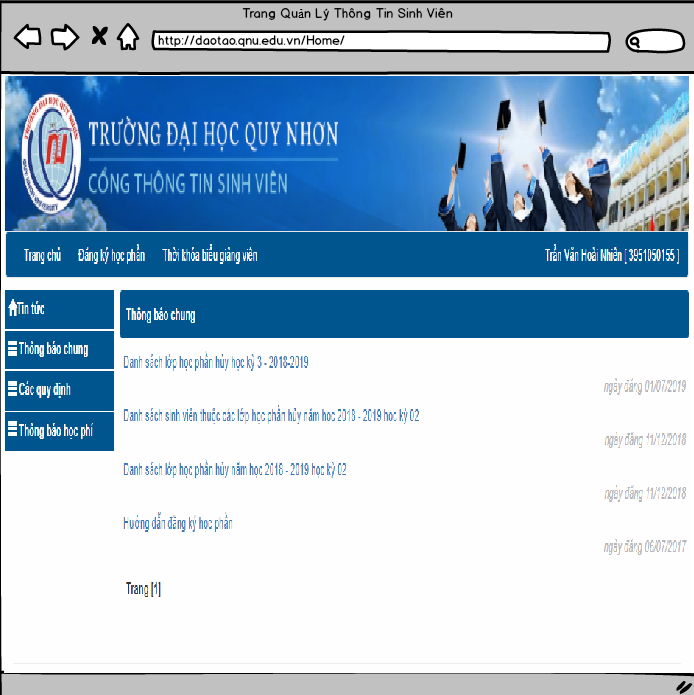 Trang Quản Lý Thông Tin Sinh Viên
http://daotao.qnu.edu.vn/Home/
TRƯỜNG ĐẠI HỌC QUY NHƠN
CỔNG THÔNG TIN SINH VIÊN
Trang chủ Đăng ký học phần Thời khóa biểu giảng viên Trần Văn Hoài Nhiên [ 3951050155 ]
Tin tức
Thông báo chung
Các quy định
Thông báo học phí
Thông báo chung
Danh sách lớp học phần hủy học kỳ 3 - 2018-2019
ngày đăng 01/07/2019
Danh sách sinh viên thuộc các lớp học phần hủy năm học 2018 - 2019 học kỳ 02
ngày đăng 11/12/2018
Danh sách lớp học phần hủy năm học 2018 - 2019 học kỳ 02
ngày đăng 11/12/2018
Hướng dẫn đăng ký học phần
ngày đăng 06/07/2017
Trang [1]